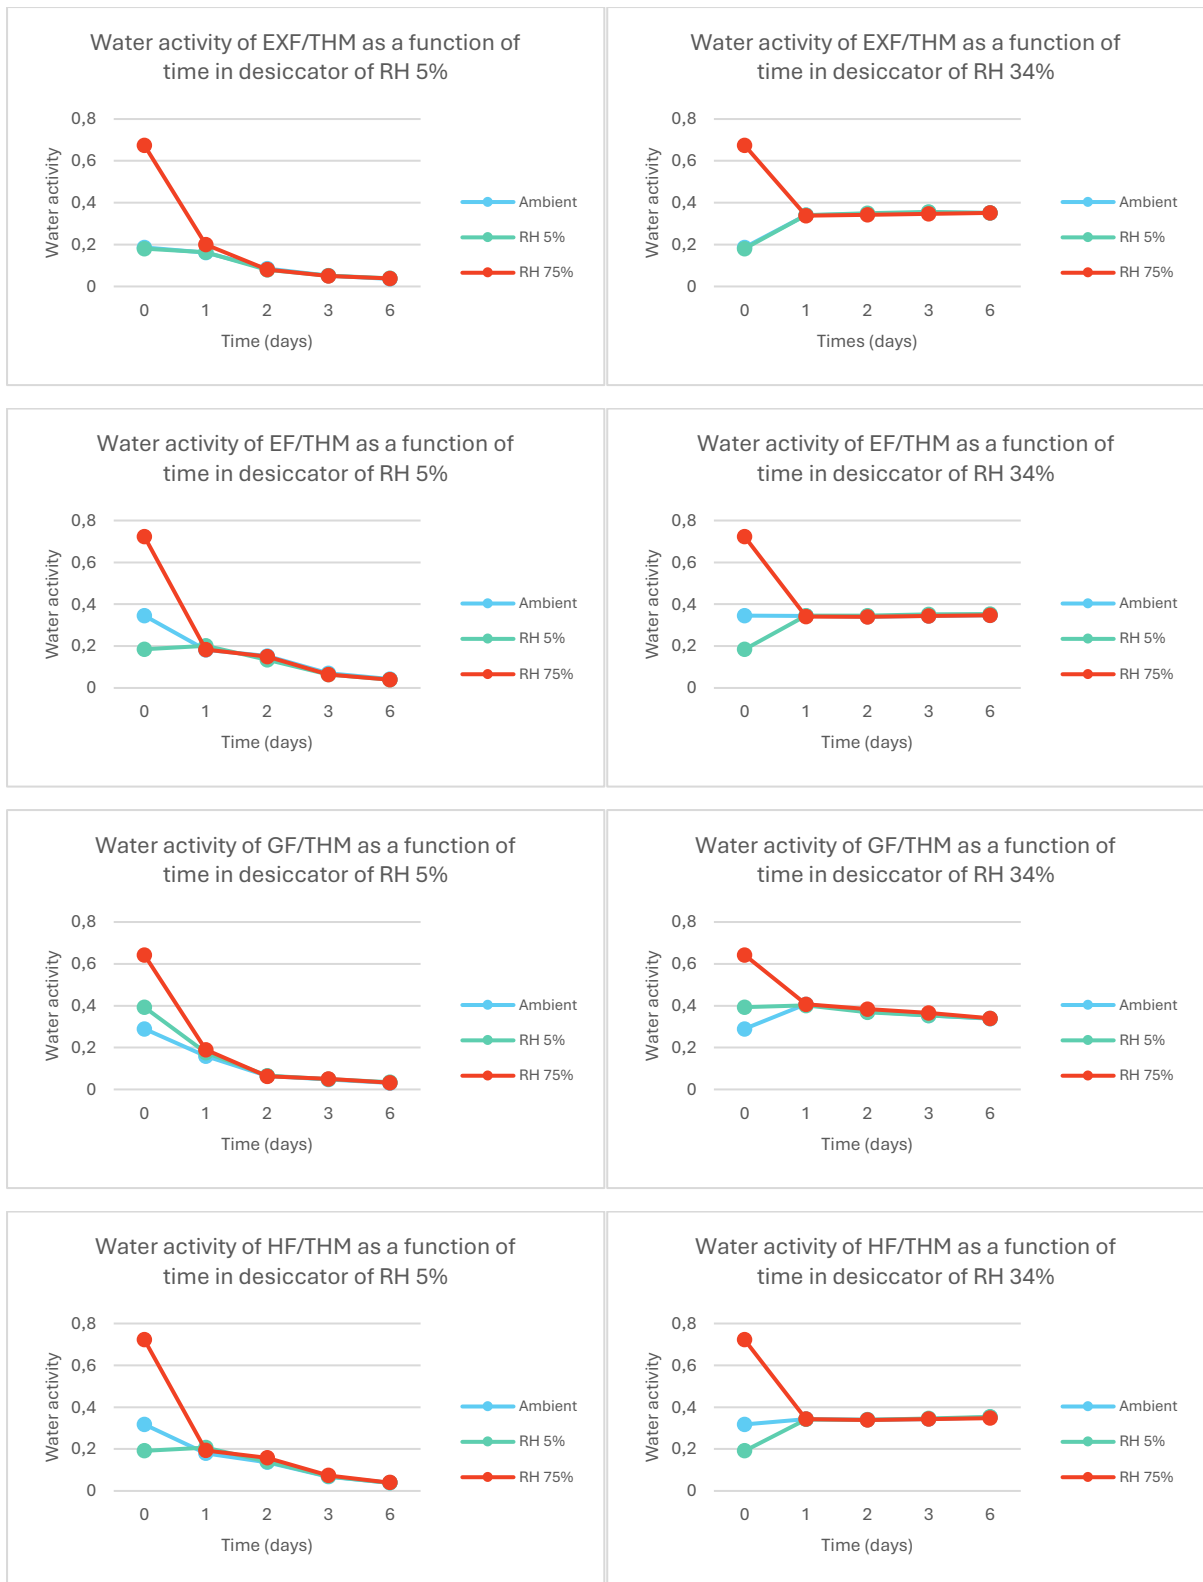 Water activity of EXF/THM as a function of
time in desiccator of RH 5%
Water activity
0,8
0,6
0,4
0,2
0
0 1 2 3 6
Time (days)
Ambient
RH 5%
RH 75%
Water activity of EXF/THM as a function of
time in desiccator of RH 34%
Water activity
0,8
0,6
0,4
0,2
0
0 1 2 3 6
Times (days)
Ambient
RH 5%
RH 75%
Water activity of EF/THM as a function of
time in desiccator of RH 5%
Water activity
0,8
0,6
0,4
0,2
0
0 1 2 3 6
Time (days)
Ambient
RH 5%
RH 75%
Water activity of EF/THM as a function of
time in desiccator of RH 34%
Water activity
0,8
0,6
0,4
0,2
0
0 1 2 3 6
Time (days)
Ambient
RH 5%
RH 75%
Water activity of GF/THM as a function of
time in desiccator of RH 5%
Water activity
0,8
0,6
0,4
0,2
0
0 1 2 3 6
Time (days)
Ambient
RH 5%
RH 75%
Water activity of GF/THM as a function of
time in desiccator of RH 34%
Water activity
0,8
0,6
0,4
0,2
0
0 1 2 3 6
Time (days)
Ambient
RH 5%
RH 75%
Water activity of HF/THM as a function of
time in desiccator of RH 5%
Water activity
0,8
0,6
0,4
0,2
0
0 1 2 3 6
Time (days)
Ambient
RH 5%
RH 75%
Water activity of HF/THM as a function of
time in desiccator of RH 34%
Water activity
0,8
0,6
0,4
0,2
0
0 1 2 3 6
Time (days)
Ambient
RH 5%
RH 75%